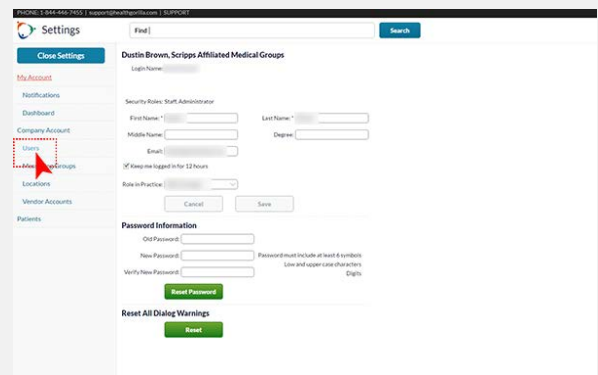 PHONE: 1-844-446-7455 | support@healthgorilla.com | SUPPORT
Settings
Find
Search
Close Settings
Dustin Brown, Scripps Affiliated Medical Groups
Login Name:
My Account
Notifications
Security Roles: Staff, Administrator
Dashboard
First Name: *
Last Name: *
Company Account
Middle Name:
Degree:
Users
Email:
Groups
Keep me logged in for 12 hours
Locations
Role in Practice:
Vendor Accounts
Cancel
Save
Patients
Password Information
Old Password:
New Password:
Password must include at least 6 symbols
Low and upper case characters
Verify New Password:
Digits
Reset Password
Reset All Dialog Warnings
Reset